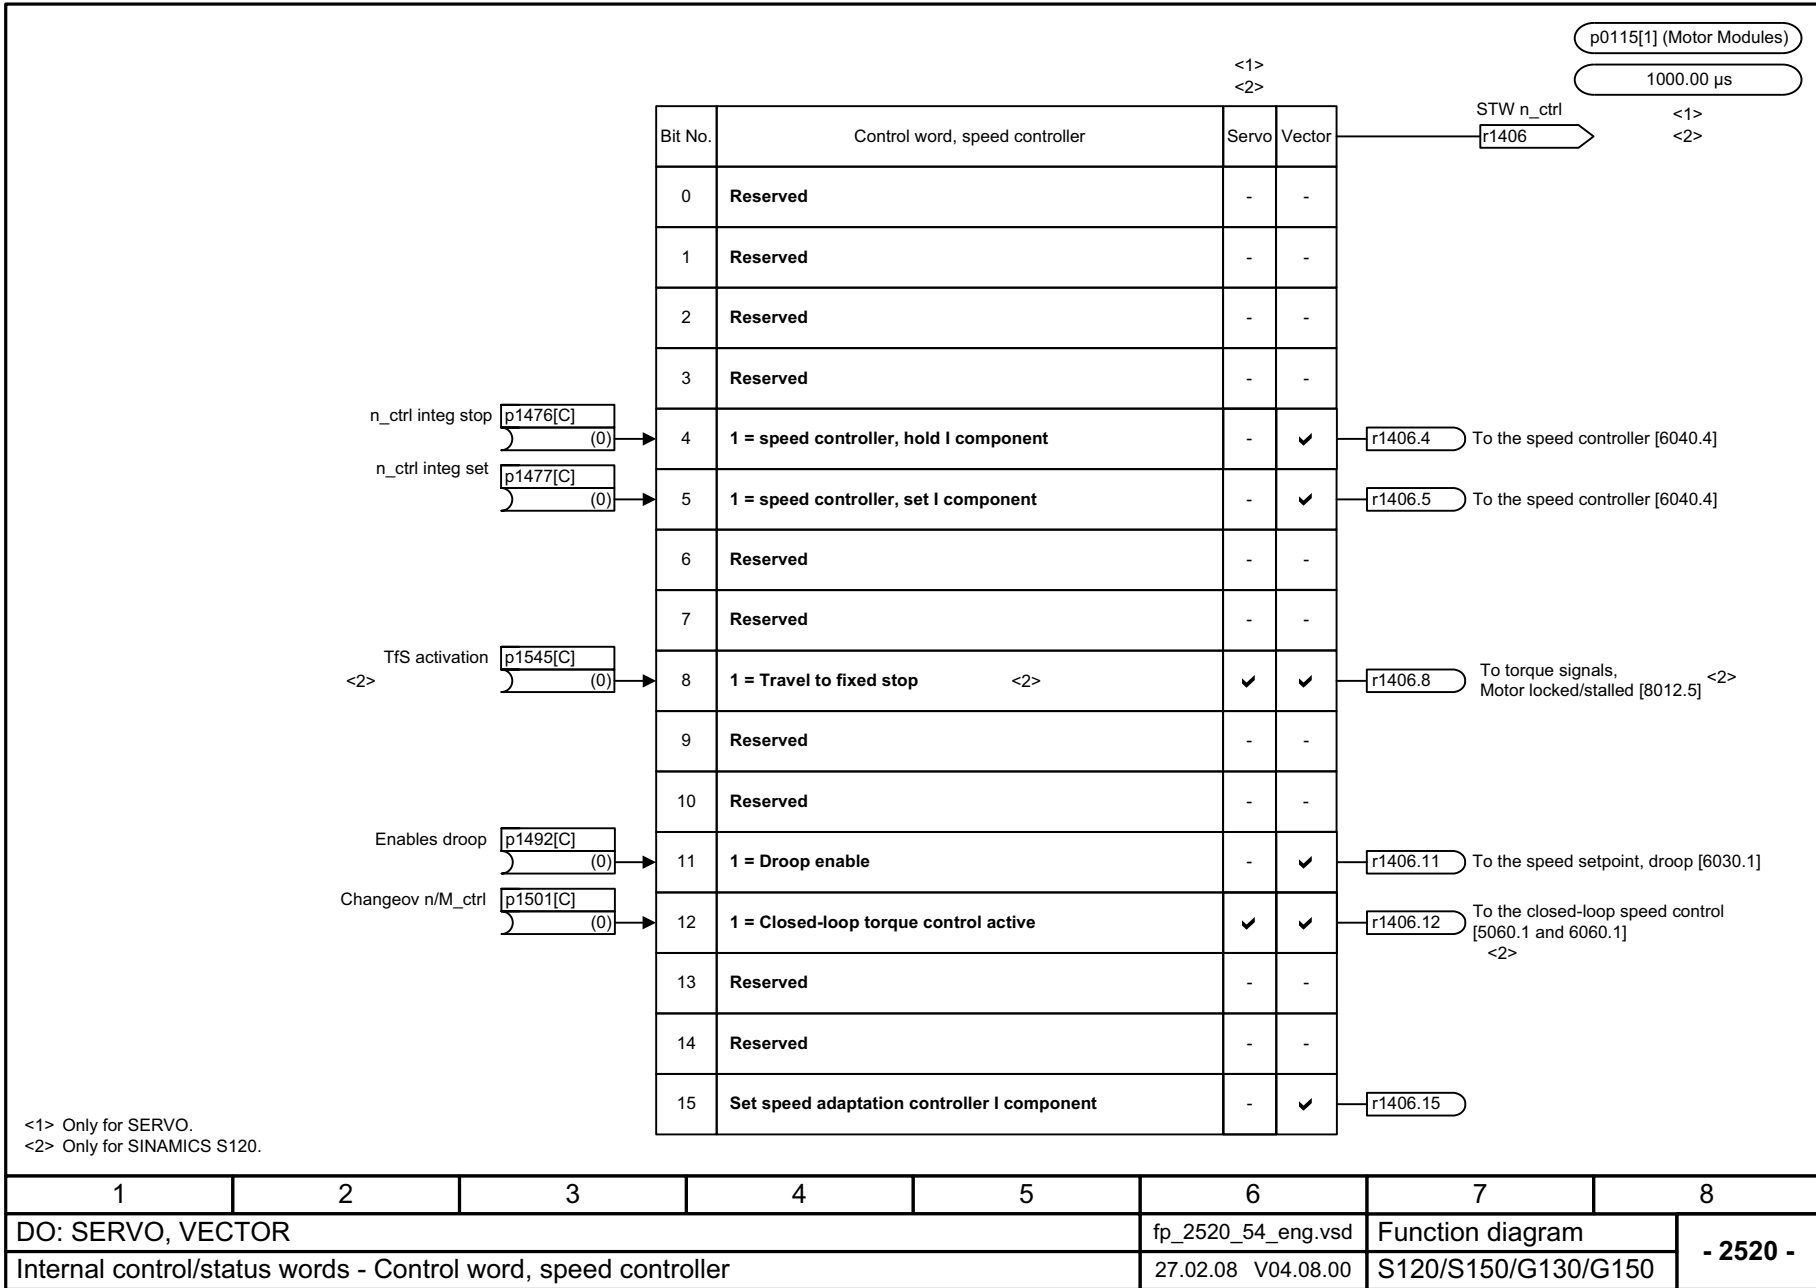 p0115[1] (Motor Modules)
1000.00 µs
<1>
<2>
<1>
<2>
STW n_ctrl
r1406
Bit No. Control word, speed controller Servo Vector
0 Reserved - -
1 Reserved - -
2 Reserved - -
3 Reserved - -
n_ctrl integ stop p1476[C]
(0) 4 1 = speed controller, hold I component - ✔ r1406.4 To the speed controller [6040.4]
n_ctrl integ set p1477[C]
(0) 5 1 = speed controller, set I component - ✔ r1406.5 To the speed controller [6040.4]
6 Reserved - -
7 Reserved - -
TfS activation p1545[C]
<2> (0) 8 1 = Travel to fixed stop <2> ✔ ✔ r1406.8 To torque signals,
Motor locked/stalled [8012.5] <2>
9 Reserved - -
10 Reserved - -
Enables droop p1492[C]
(0) 11 1 = Droop enable - ✔ r1406.11 To the speed setpoint, droop [6030.1]
Changeov n/M_ctrl p1501[C]
(0) 12 1 = Closed-loop torque control active ✔ ✔ r1406.12 To the closed-loop speed control
[5060.1 and 6060.1]
<2>
13 Reserved - -
14 Reserved - -
15 Set speed adaptation controller I component - ✔ r1406.15
<1> Only for SERVO.
<2> Only for SINAMICS S120.
1 2 3 4 5 6 7 8
DO: SERVO, VECTOR fp_2520_54_eng.vsd Function diagram
- 2520 -
Internal control/status words - Control word, speed controller 27.02.08 V04.08.00 S120/S150/G130/G150